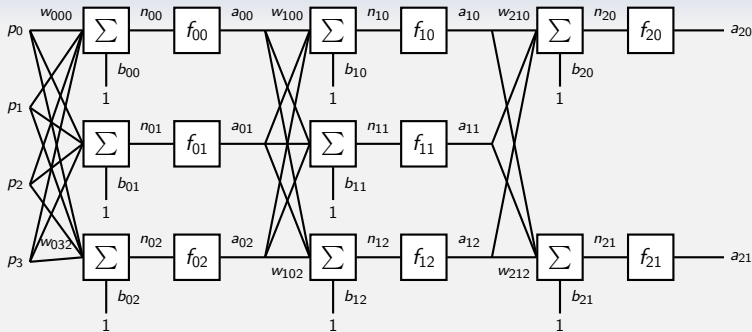 w₀₀₀ n₀₀ a₀₀ w₁₀₀ n₁₀ a₁₀ w₂₁₀ n₂₀
p₀ ∑ f₀₀ ∑ f₁₀ ∑ f₂₀ a₂₀
b₀₀ b₁₀ b₂₀
1 1 1
p₁
n₀₁ a₀₁ n₁₁ a₁₁
∑ f₀₁ ∑ f₁₁
p₂ b₀₁ b₁₁
1 1
w₀₃₂ n₀₂ a₀₂ n₁₂ a₁₂ n₂₁
p₃ ∑ f₀₂ w₁₀₂ ∑ f₁₂ w₂₁₂ ∑ f₂₁ a₂₁
b₀₂ b₁₂ b₂₁
1 1 1